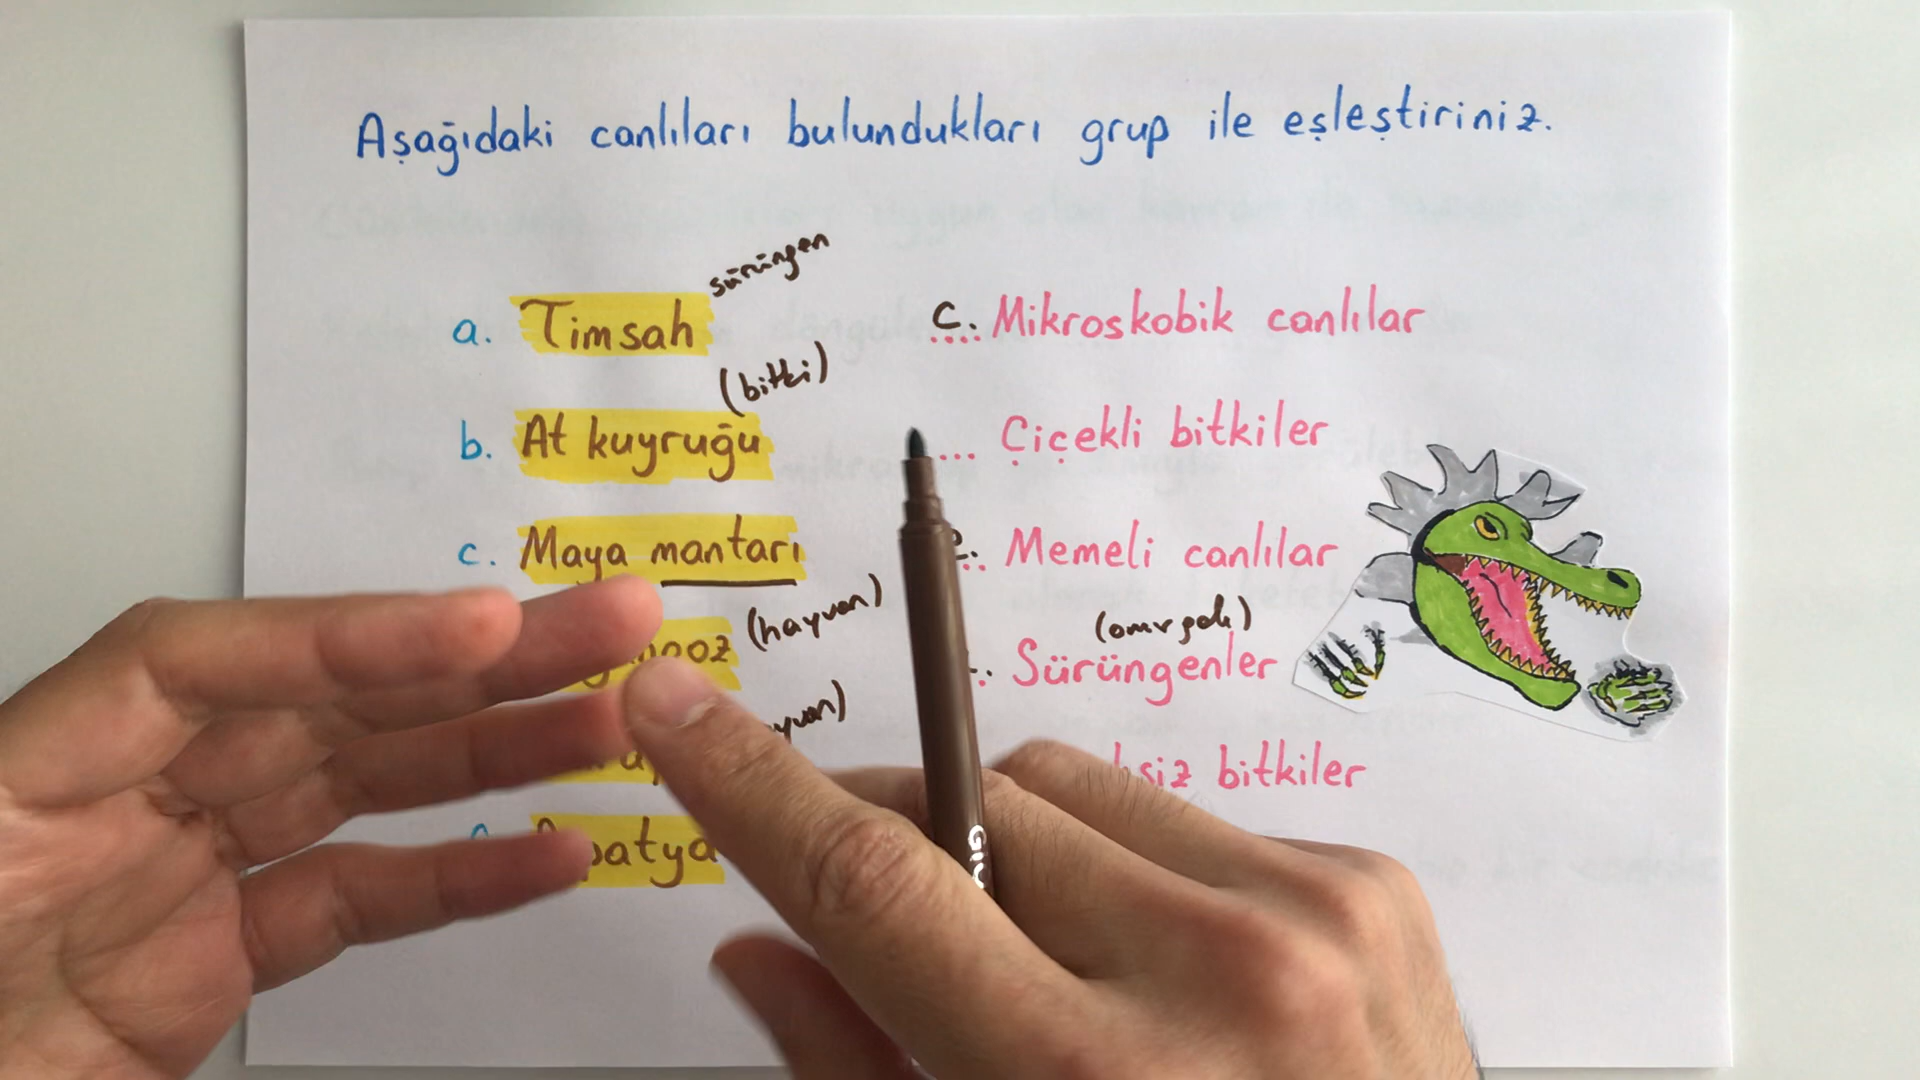 Aşağıdaki canlıları bulundukları grup ile eşleştiriniz.
sürüngen
a. Timsah
c. Mikroskobik canlılar
(bitki)
b. At kuyruğu
... Çiçekli bitkiler
c. Maya mantarı
Memeli canlılar
(hayvan)
(omurgalı)
Sürüngenler
bitkiler